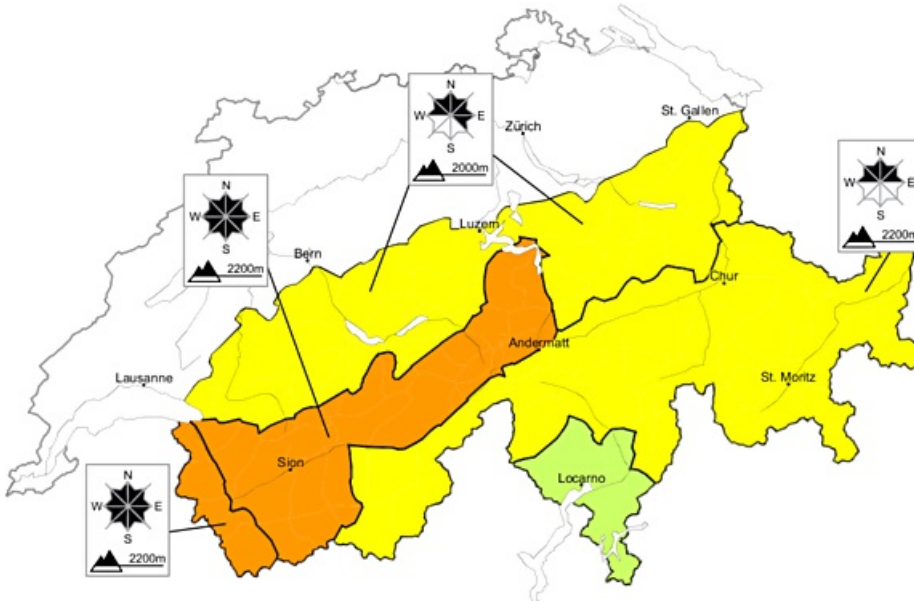 N
W E
S
2000m
St. Gallen
Zürich
N
W E
S
2200m
N
W E
S
2200m
Luzern
Bern
Chur
Andermatt
Lausanne
St. Moritz
Sion
Locarno
N
W E
S
2200m